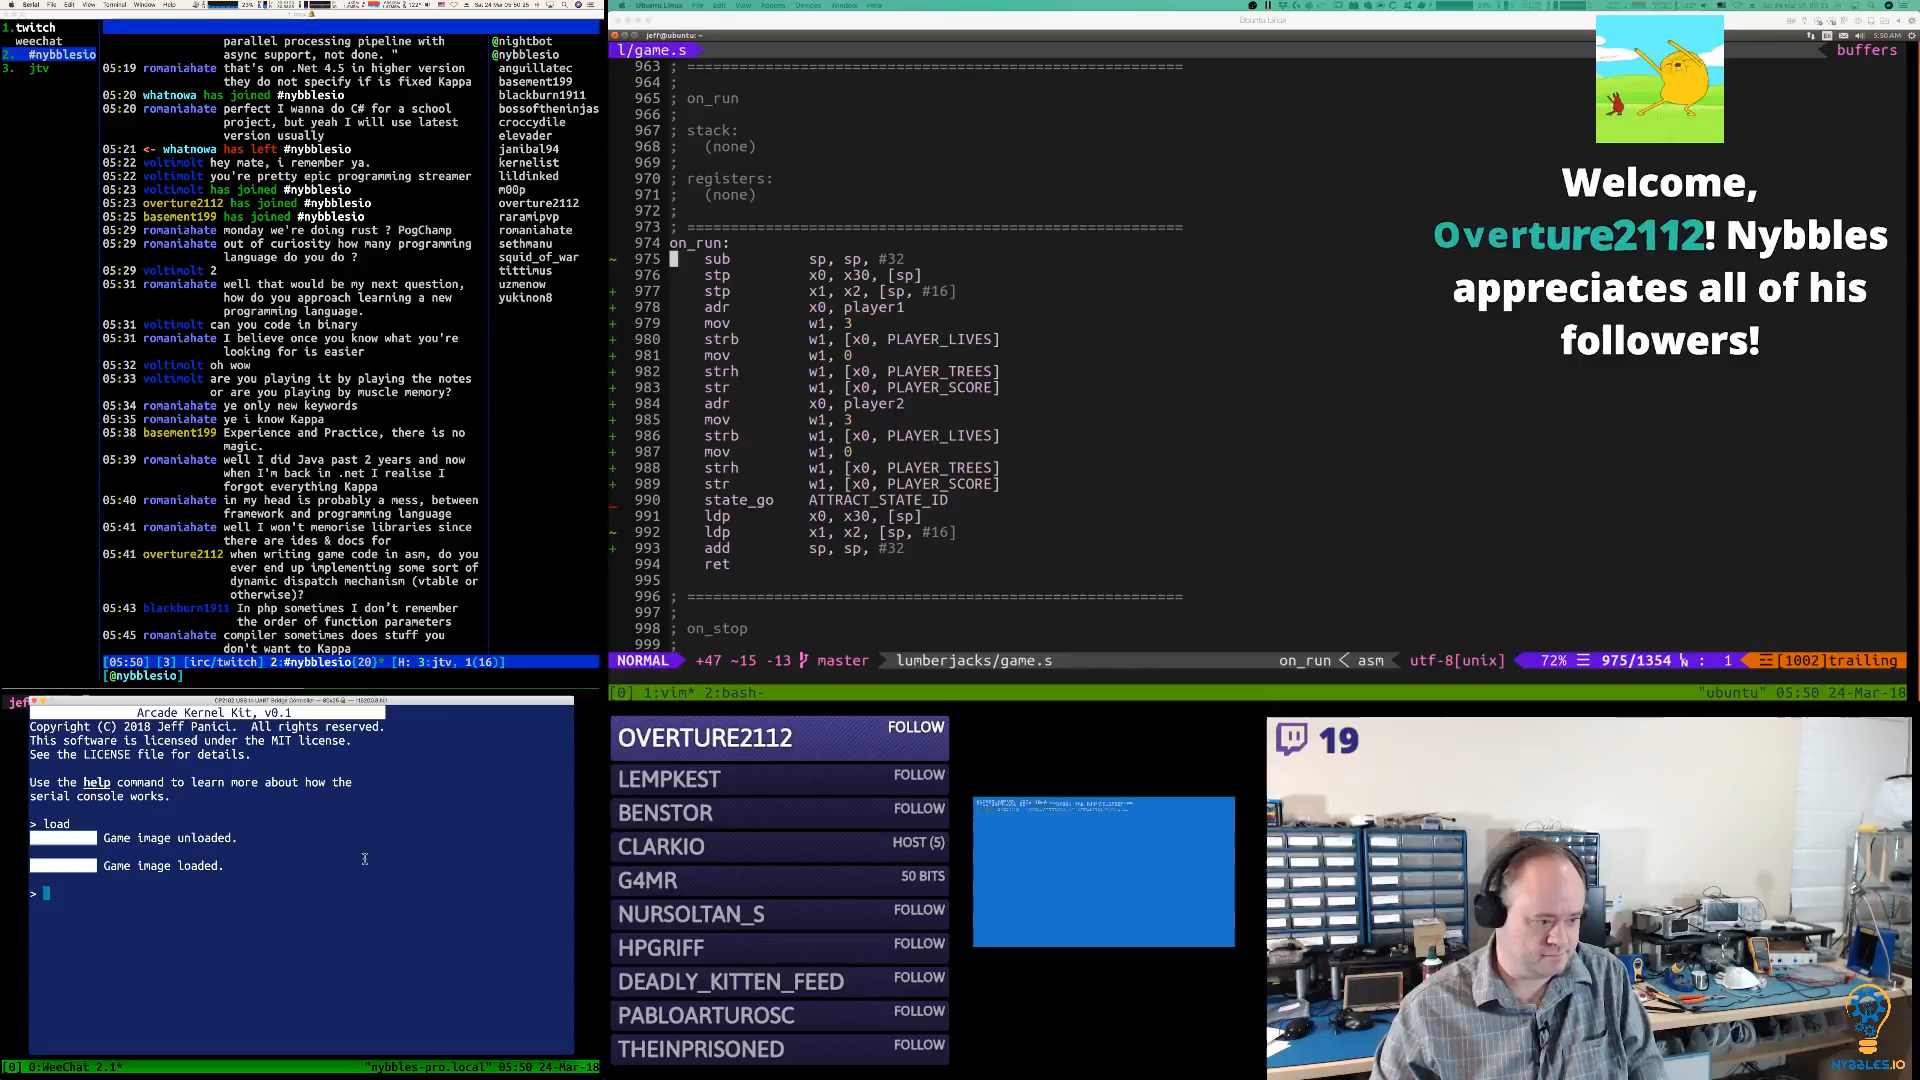 1.twitch
weechat
2. #nybblesio
3. jtv
parallel processing pipeline with
async support, not done. "
05:19 romaniahate that's on .Net 4.5 in higher version
they do not specify if is fixed Kappa
05:20 whatnowa has joined #nybblesio
05:20 romaniahate perfect I wanna do C# for a school
project, but yeah I will use latest
version usually
05:21 <- whatnowa has left #nybblesio
05:22 voltimolt hey mate, i remember ya.
05:22 voltimolt you're pretty epic programming streamer
05:23 voltimolt has joined #nybblesio
05:23 overture2112 has joined #nybblesio
05:25 basement199 has joined #nybblesio
05:29 romaniahate monday we're doing rust ? PogChamp
05:29 romaniahate out of curiosity how many programming
language do you do ?
05:29 voltimolt 2
05:31 romaniahate well that would be my next question,
how do you approach learning a new
programming language.
05:31 voltimolt can you code in binary
05:31 romaniahate I believe once you know what you're
looking for is easier
05:32 voltimolt oh wow
05:33 voltimolt are you playing it by playing the notes
or are you playing by muscle memory?
05:34 romaniahate ye only new keywords
05:35 romaniahate ye i know Kappa
05:38 basement199 Experience and Practice, there is no
magic.
05:39 romaniahate well I did Java past 2 years and now
when I'm back in .net I realise I
forgot everything Kappa
05:40 romaniahate in my head is probably a mess, between
framework and programming language
05:41 romaniahate well I won't memorise libraries since
there are ides & docs for
05:41 overture2112 when writing game code in asm, do you
ever end up implementing some sort of
dynamic dispatch mechanism (vtable or
otherwise)?
05:43 blackburn1911 In php sometimes I don't remember
the order of function parameters
05:45 romaniahate compiler sometimes does stuff you
don't want to Kappa
[05:50] [3] [irc/twitch] 2:#nybblesio{20}* [H: 3:jtv, 1(16)]
[@nybblesio]
@nightbot
@nybblesio
anguillatec
basement199
blackburn1911
bossoftheninjas
croccydile
elevader
janibal94
kernelist
lildinked
m00p
overture2112
raramipvp
romaniahate
sethmanu
squid_of_war
tittimus
uzmenow
yukinon8
Ubuntu Linux
jeff@ubuntu: ~
5:50 AM
l/game.s
buffers
963 ; =========================================================
964 ;
965 ; on_run
966 ;
967 ; stack:
968 ;   (none)
969 ;
970 ; registers:
971 ;   (none)
972 ;
973 ; =========================================================
974 on_run:
~ 975 sub sp, sp, #32
976 stp x0, x30, [sp]
+ 977 stp x1, x2, [sp, #16]
+ 978 adr x0, player1
+ 979 mov w1, 3
+ 980 strb w1, [x0, PLAYER_LIVES]
+ 981 mov w1, 0
+ 982 strh w1, [x0, PLAYER_TREES]
+ 983 str w1, [x0, PLAYER_SCORE]
+ 984 adr x0, player2
+ 985 mov w1, 3
+ 986 strb w1, [x0, PLAYER_LIVES]
+ 987 mov w1, 0
+ 988 strh w1, [x0, PLAYER_TREES]
+ 989 str w1, [x0, PLAYER_SCORE]
_ 990 state_go ATTRACT_STATE_ID
991 ldp x0, x30, [sp]
~ 992 ldp x1, x2, [sp, #16]
+ 993 add sp, sp, #32
994 ret
995
996 ; =========================================================
997 ;
998 ; on_stop
999 ;
NORMAL +47 ~15 -13 master lumberjacks/game.s on_run < asm utf-8[unix] 72% 975/1354 : 1 [1002]trailing
[0] 1:vim* 2:bash- "ubuntu" 05:50 24-Mar-18
Welcome,
Overture2112! Nybbles
appreciates all of his
followers!
Arcade Kernel Kit, v0.1
Copyright (C) 2018 Jeff Panici. All rights reserved.
This software is licensed under the MIT license.
See the LICENSE file for details.
Use the help command to learn more about how the
serial console works.
> load
Game image unloaded.
Game image loaded.
>
[0] 0:WeeChat 2.1* "nybbles-pro.local" 05:50 24-Mar-18
OVERTURE2112 FOLLOW
LEMPKEST FOLLOW
BENSTOR FOLLOW
CLARKIO HOST (5)
G4MR 50 BITS
NURSOLTAN_S FOLLOW
HPGRIFF FOLLOW
DEADLY_KITTEN_FEED FOLLOW
PABLOARTUROSC FOLLOW
THEINPRISONED FOLLOW
19
NYBBLES.IO